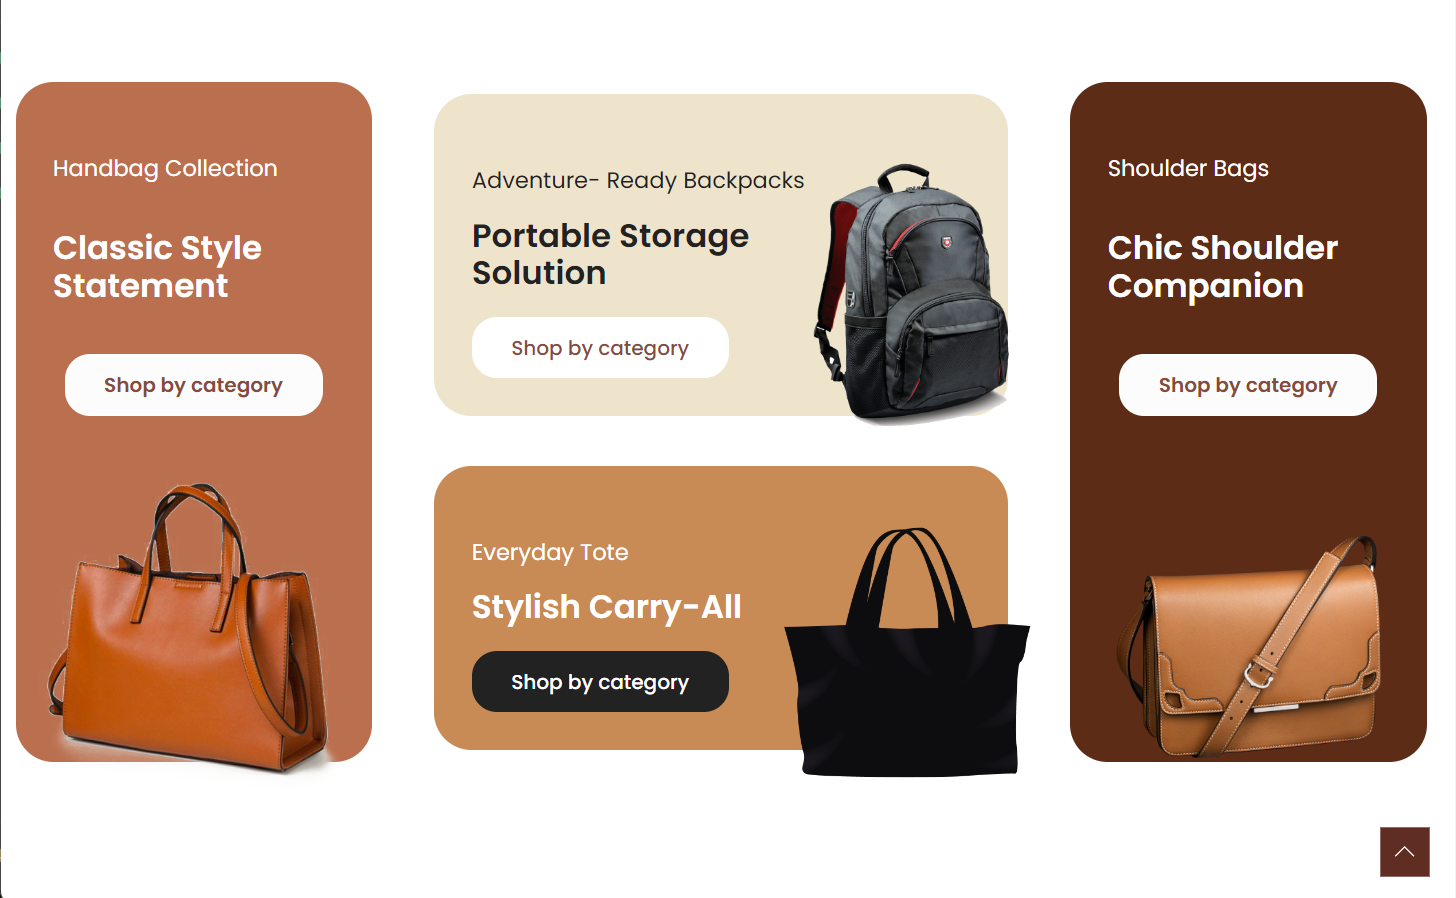 Handbag Collection
Classic Style
Statement
Shop by category
Adventure- Ready Backpacks
Portable Storage
Solution
Shop by category
Everyday Tote
Stylish Carry-All
Shop by category
Shoulder Bags
Chic Shoulder
Companion
Shop by category